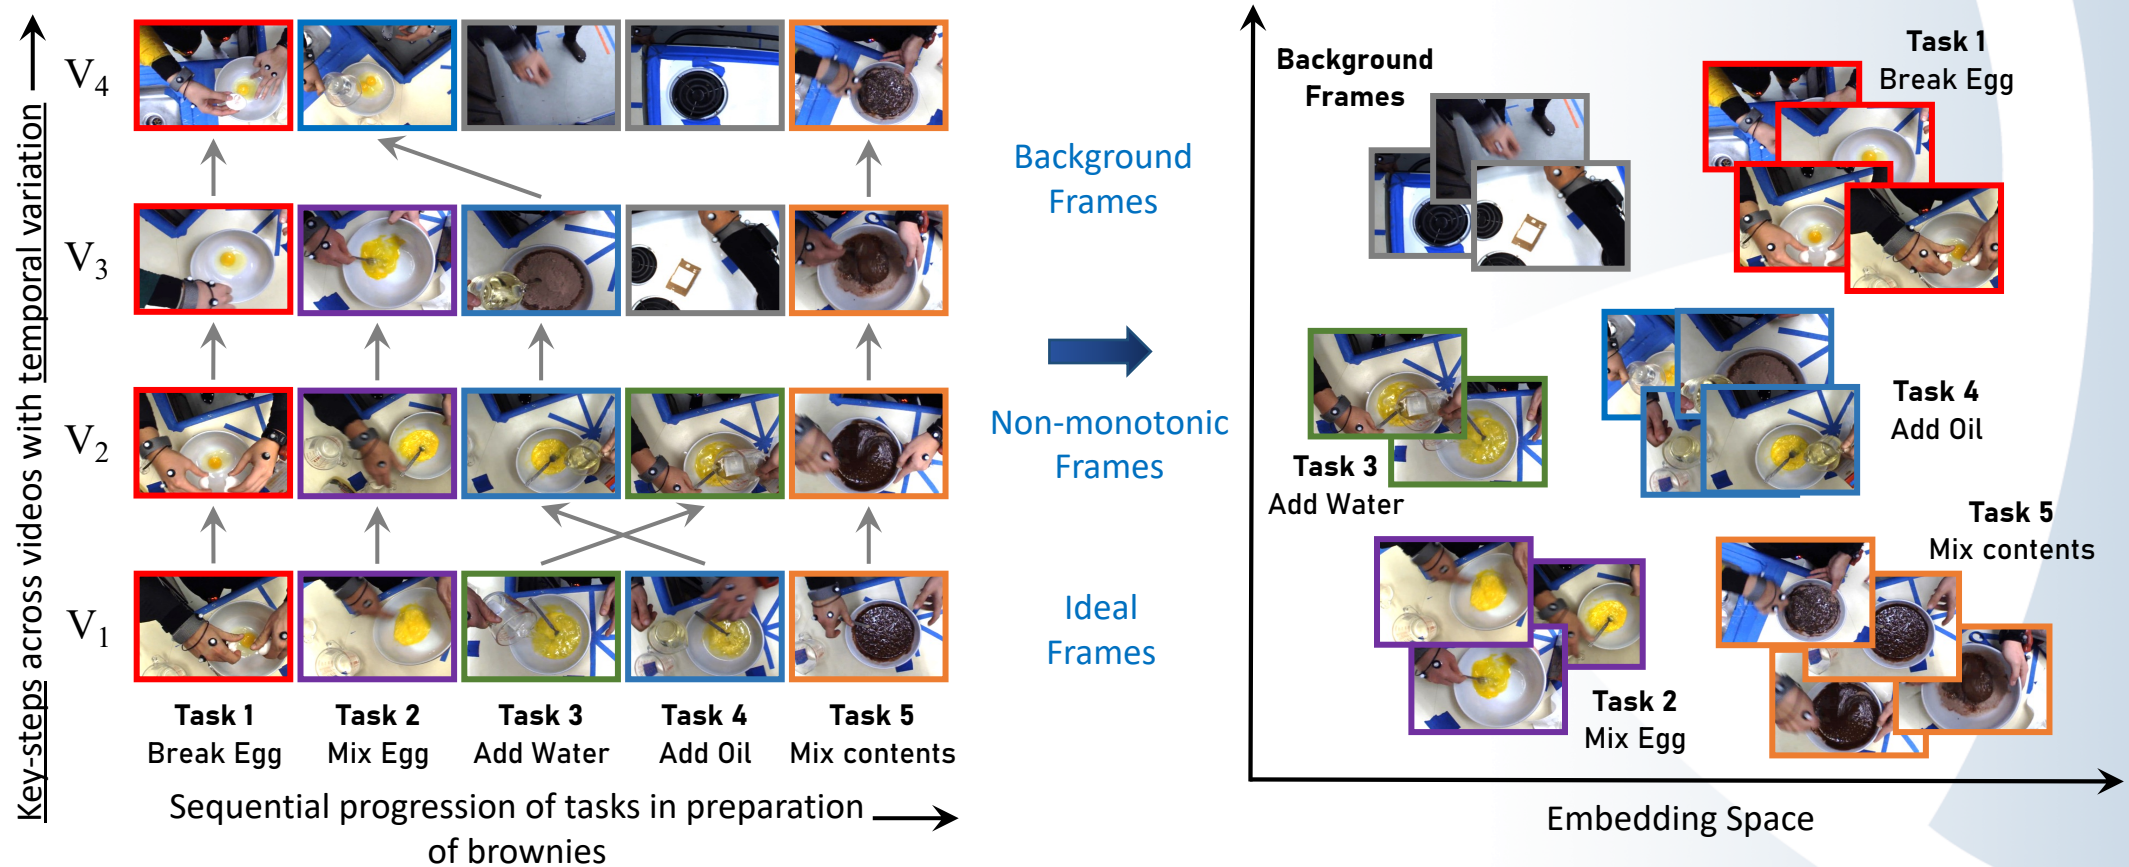 Key-steps across videos with temporal variation
V4
V3
V2
V1
Task 1
Break Egg
Task 2
Mix Egg
Task 3
Add Water
Task 4
Add Oil
Task 5
Mix contents
Sequential progression of tasks in preparation
of brownies
Background
Frames
Non-monotonic
Frames
Ideal
Frames
Background
Frames
Task 1
Break Egg
Task 3
Add Water
Task 4
Add Oil
Task 5
Mix contents
Task 2
Mix Egg
Embedding Space